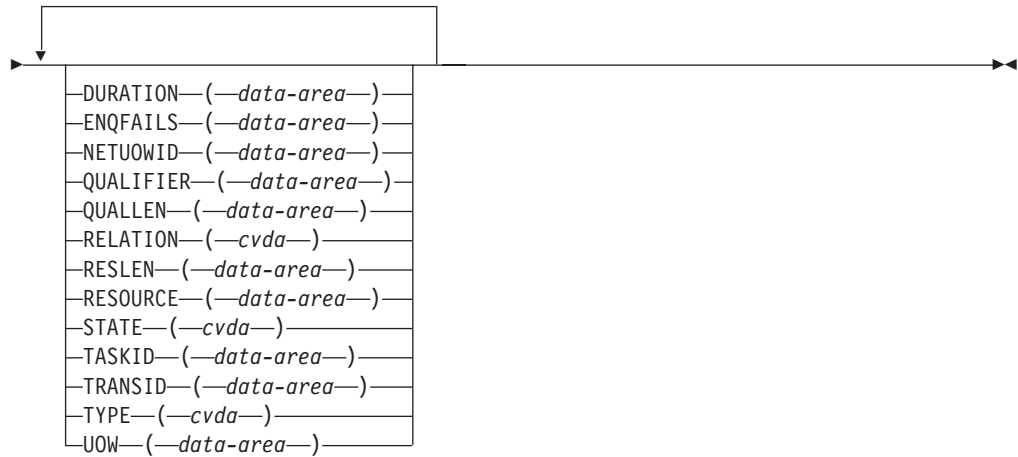 DURATION(data-area)
ENQFAILS(data-area)
NETUOWID(data-area)
QUALIFIER(data-area)
QUALLEN(data-area)
RELATION(cvda)
RESLEN(data-area)
RESOURCE(data-area)
STATE(cvda)
TASKID(data-area)
TRANSID(data-area)
TYPE(cvda)
UOW(data-area)